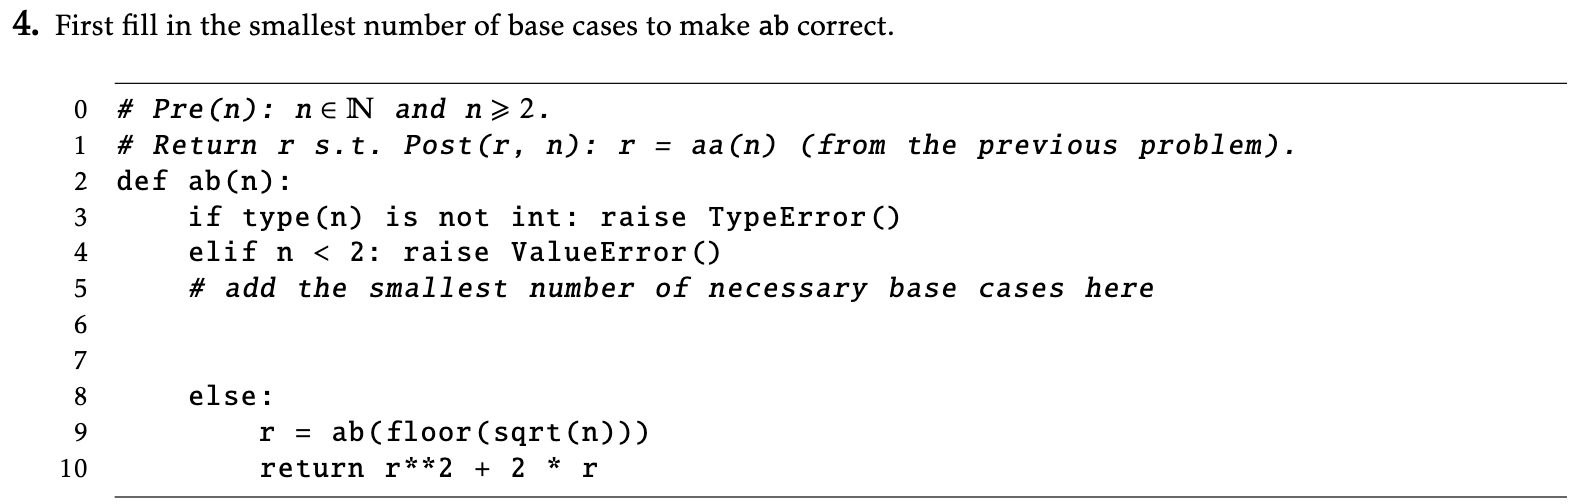 4. First fill in the smallest number of base cases to make ab correct.
0 # Pre(n): n ∈ ℕ and n ⩾ 2.
1 # Return r s.t. Post(r, n): r = aa(n) (from the previous problem).
2 def ab(n):
3     if type(n) is not int: raise TypeError()
4     elif n < 2: raise ValueError()
5     # add the smallest number of necessary base cases here
6
7
8     else:
9         r = ab(floor(sqrt(n)))
10         return r**2 + 2 * r